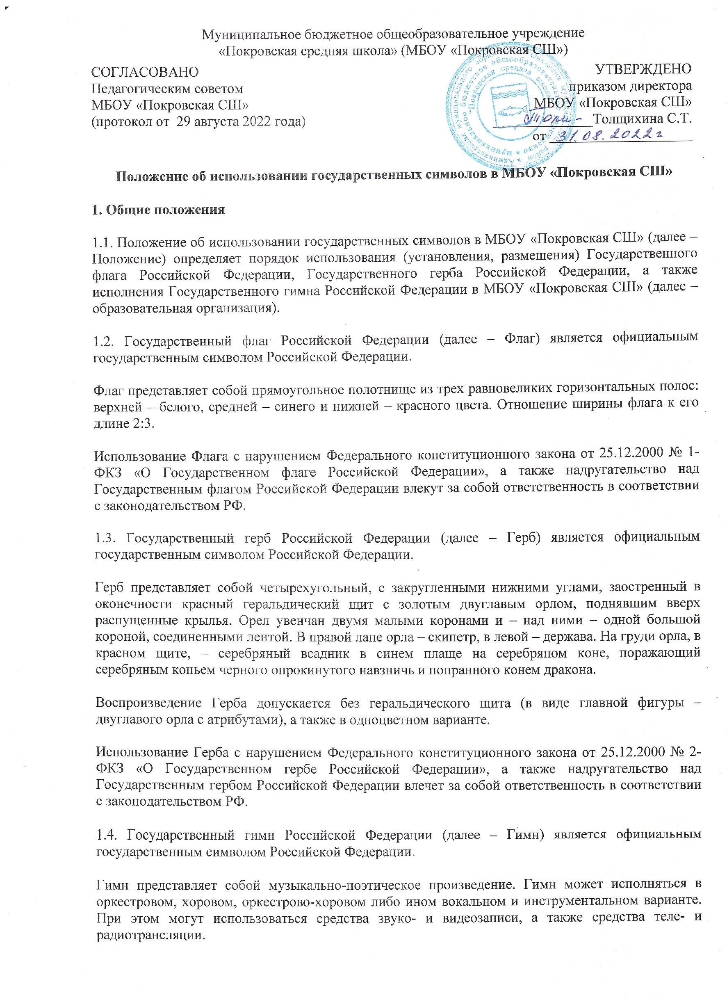 Муниципальное бюджетное общеобразовательное учреждение
«Покровская средняя школа» (МБОУ «Покровская СШ»)
СОГЛАСОВАНО
Педагогическим советом
МБОУ «Покровская СШ»
(протокол от 29 августа 2022 года)
УТВЕРЖДЕНО
приказом директора
МБОУ «Покровская СШ»
Толщихина С.Т.
от 31.08.2022г
Положение об использовании государственных символов в МБОУ «Покровская СШ»
1. Общие положения
1.1. Положение об использовании государственных символов в МБОУ «Покровская СШ» (далее –
Положение) определяет порядок использования (установления, размещения) Государственного
флага Российской Федерации, Государственного герба Российской Федерации, а также
исполнения Государственного гимна Российской Федерации в МБОУ «Покровская СШ» (далее –
образовательная организация).
1.2. Государственный флаг Российской Федерации (далее – Флаг) является официальным
государственным символом Российской Федерации.
Флаг представляет собой прямоугольное полотнище из трех равновеликих горизонтальных полос:
верхней – белого, средней – синего и нижней – красного цвета. Отношение ширины флага к его
длине 2:3.
Использование Флага с нарушением Федерального конституционного закона от 25.12.2000 № 1-
ФКЗ «О Государственном флаге Российской Федерации», а также надругательство над
Государственным флагом Российской Федерации влекут за собой ответственность в соответствии
с законодательством РФ.
1.3. Государственный герб Российской Федерации (далее – Герб) является официальным
государственным символом Российской Федерации.
Герб представляет собой четырехугольный, с закругленными нижними углами, заостренный в
оконечности красный геральдический щит с золотым двуглавым орлом, поднявшим вверх
распущенные крылья. Орел увенчан двумя малыми коронами и – над ними – одной большой
короной, соединенными лентой. В правой лапе орла – скипетр, в левой – держава. На груди орла, в
красном щите, – серебряный всадник в синем плаще на серебряном коне, поражающий
серебряным копьем черного опрокинутого навзничь и попранного конем дракона.
Воспроизведение Герба допускается без геральдического щита (в виде главной фигуры –
двуглавого орла с атрибутами), а также в одноцветном варианте.
Использование Герба с нарушением Федерального конституционного закона от 25.12.2000 № 2-
ФКЗ «О Государственном гербе Российской Федерации», а также надругательство над
Государственным гербом Российской Федерации влечет за собой ответственность в соответствии
с законодательством РФ.
1.4. Государственный гимн Российской Федерации (далее – Гимн) является официальным
государственным символом Российской Федерации.
Гимн представляет собой музыкально-поэтическое произведение. Гимн может исполняться в
оркестровом, хоровом, оркестрово-хоровом либо ином вокальном и инструментальном варианте.
При этом могут использоваться средства звуко- и видеозаписи, а также средства теле- и
радиотрансляции.